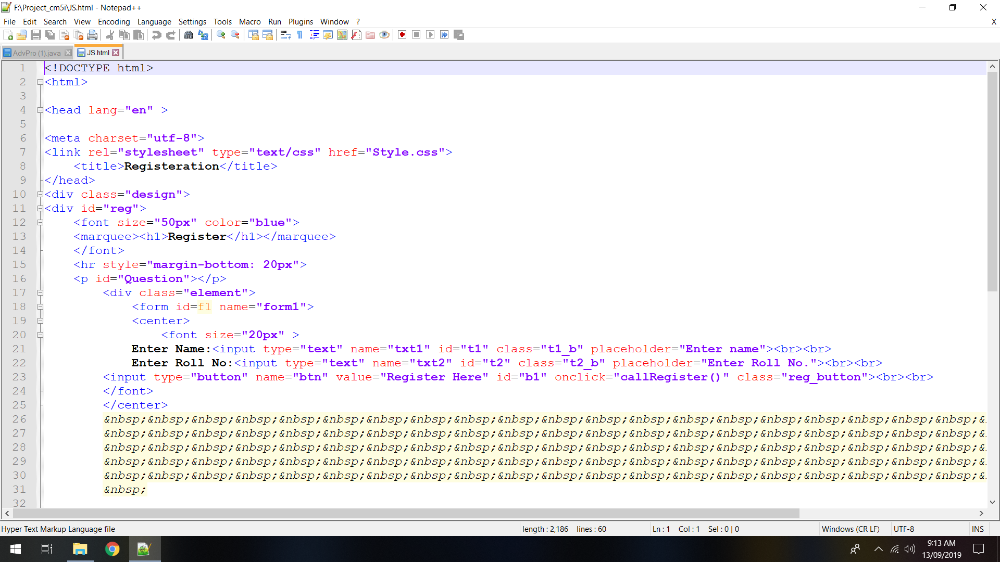 F:\Project_cm5i\JS.html - Notepad++
File Edit Search View Encoding Language Settings Tools Macro Run Plugins Window ? X
AdvPro (1).java JS.html
1 <!DOCTYPE html>
2 <html>
3
4 <head lang="en" >
5
6 <meta charset="utf-8">
7 <link rel="stylesheet" type="text/css" href="Style.css">
8 <title>Registeration</title>
9 </head>
10 <div class="design">
11 <div id="reg">
12 <font size="50px" color="blue">
13 <marquee><h1>Register</h1></marquee>
14 </font>
15 <hr style="margin-bottom: 20px">
16 <p id="Question"></p>
17 <div class="element">
18 <form id=f1 name="form1">
19 <center>
20 <font size="20px" >
21 Enter Name:<input type="text" name="txt1" id="t1" class="t1_b" placeholder="Enter name"><br><br>
22 Enter Roll No:<input type="text" name="txt2" id="t2" class="t2_b" placeholder="Enter Roll No."><br><br>
23 <input type="button" name="btn" value="Register Here" id="b1" onclick="callRegister()" class="reg_button"><br><br>
24 </font>
25 </center>
26 &nbsp;&nbsp;&nbsp;&nbsp;&nbsp;&nbsp;&nbsp;&nbsp;&nbsp;&nbsp;&nbsp;&nbsp;&nbsp;&nbsp;&nbsp;&nbsp;&nbsp;&nbsp;&nbsp;&nbsp;&
27 &nbsp;&nbsp;&nbsp;&nbsp;&nbsp;&nbsp;&nbsp;&nbsp;&nbsp;&nbsp;&nbsp;&nbsp;&nbsp;&nbsp;&nbsp;&nbsp;&nbsp;&nbsp;&nbsp;&nbsp;&
28 &nbsp;&nbsp;&nbsp;&nbsp;&nbsp;&nbsp;&nbsp;&nbsp;&nbsp;&nbsp;&nbsp;&nbsp;&nbsp;&nbsp;&nbsp;&nbsp;&nbsp;&nbsp;&nbsp;&nbsp;&
29 &nbsp;&nbsp;&nbsp;&nbsp;&nbsp;&nbsp;&nbsp;&nbsp;&nbsp;&nbsp;&nbsp;&nbsp;&nbsp;&nbsp;&nbsp;&nbsp;&nbsp;&nbsp;&nbsp;&nbsp;&
30 &nbsp;&nbsp;&nbsp;&nbsp;&nbsp;&nbsp;&nbsp;&nbsp;&nbsp;&nbsp;&nbsp;&nbsp;&nbsp;&nbsp;&nbsp;&nbsp;&nbsp;&nbsp;&nbsp;&nbsp;&
31 &nbsp;
32
Hyper Text Markup Language file length : 2,186 lines : 60 Ln : 1 Col : 1 Sel : 0 | 0 Windows (CR LF) UTF-8 INS
9:13 AM
13/09/2019